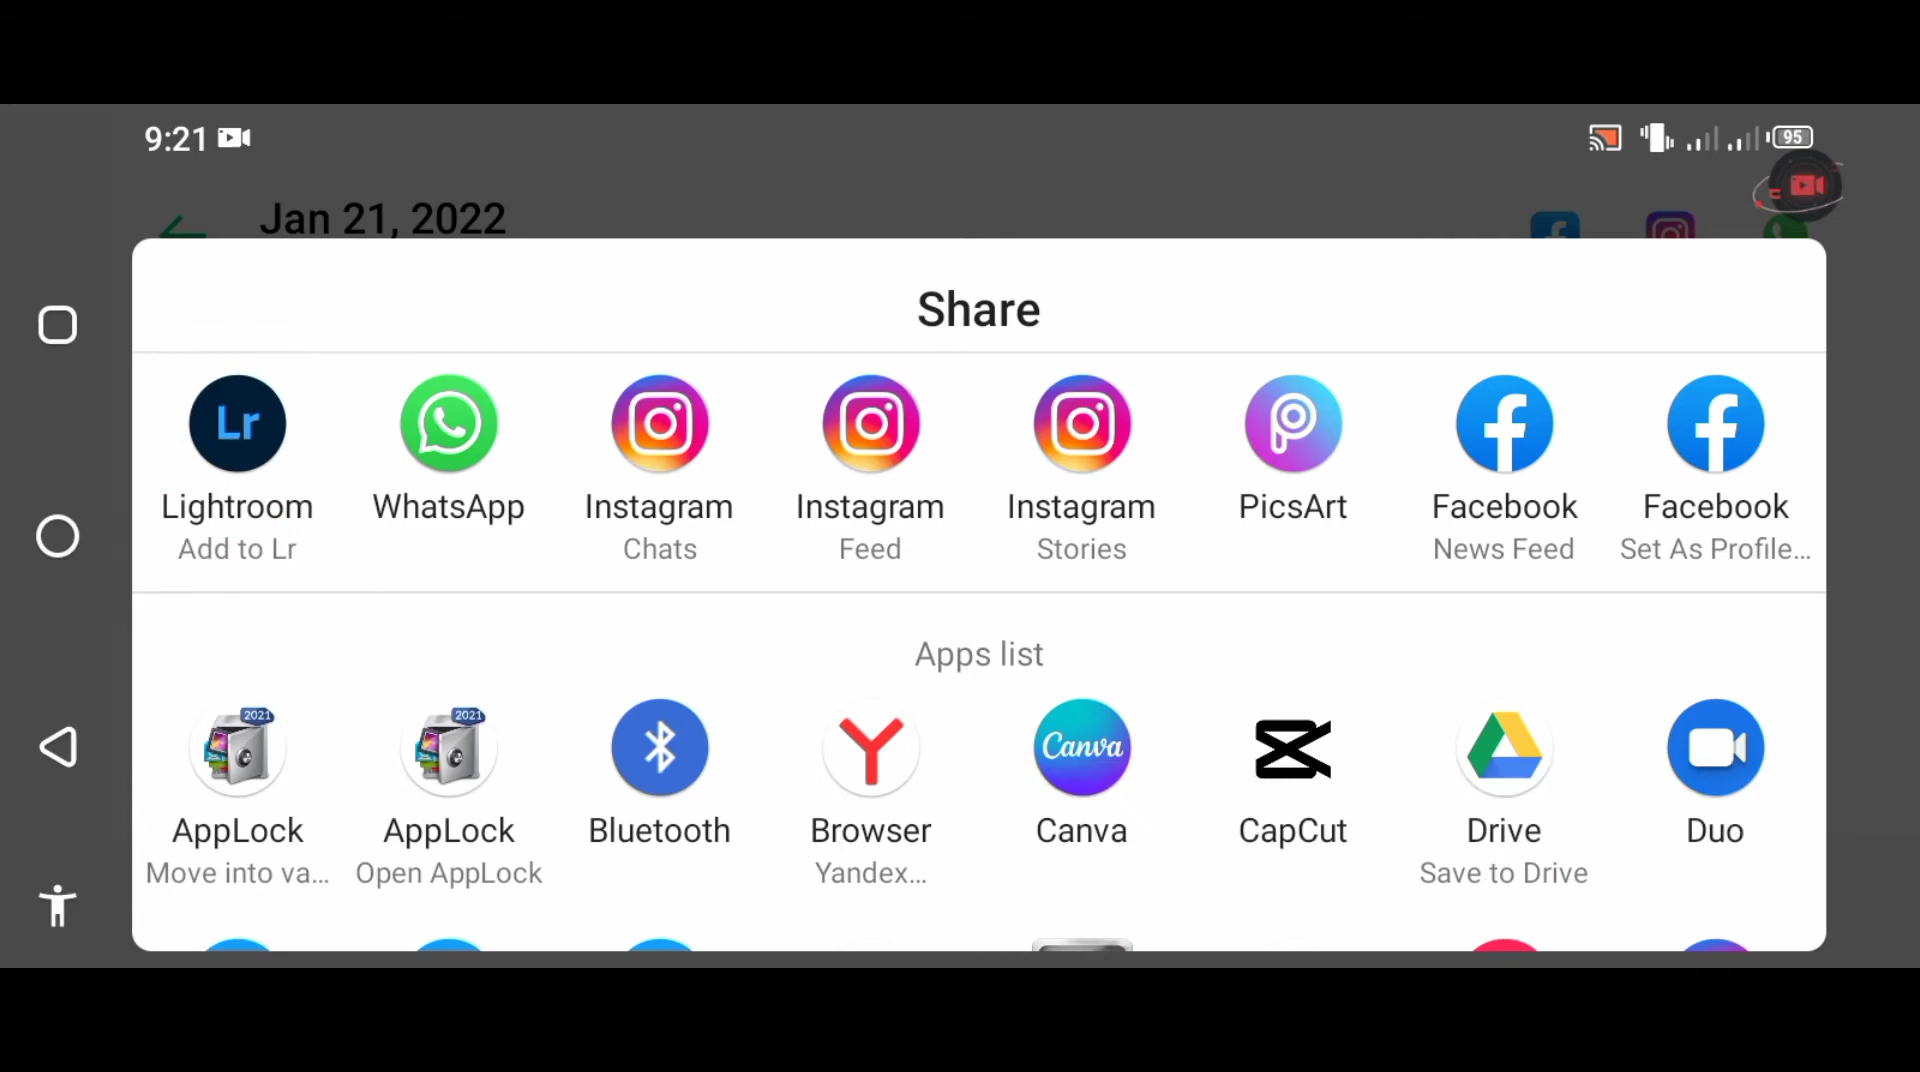 9:21
95
Jan 21, 2022
Share
Lr
Lightroom
Add to Lr
WhatsApp
Instagram
Chats
Instagram
Feed
Instagram
Stories
PicsArt
Facebook
News Feed
Facebook
Set As Profile...
Apps list
2021
AppLock
Move into va...
2021
AppLock
Open AppLock
Bluetooth
Browser
Yandex...
Canva
Canva
CapCut
Drive
Save to Drive
Duo